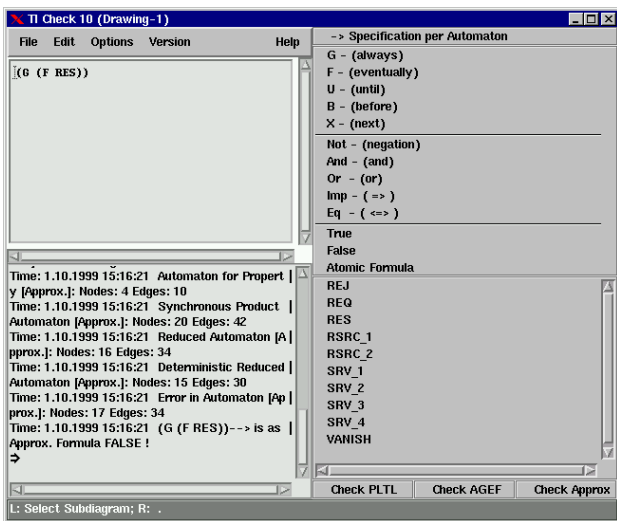 TI Check 10 (Drawing-1)
File Edit Options Version Help
(G (F RES))
Time: 1.10.1999 15:16:21 Automaton for Propert |
y [Approx.]: Nodes: 4 Edges: 10
Time: 1.10.1999 15:16:21 Synchronous Product |
Automaton [Approx.]: Nodes: 20 Edges: 42
Time: 1.10.1999 15:16:21 Reduced Automaton [A |
pprox.]: Nodes: 16 Edges: 34
Time: 1.10.1999 15:16:21 Deterministic Reduced |
Automaton [Approx.]: Nodes: 15 Edges: 30
Time: 1.10.1999 15:16:21 Error in Automaton [Ap |
prox.]: Nodes: 17 Edges: 34
Time: 1.10.1999 15:16:21 (G (F RES))--> is as |
Approx. Formula FALSE !
-> Specification per Automaton
G - (always)
F - (eventually)
U - (until)
B - (before)
X - (next)
Not - (negation)
And - (and)
Or - (or)
Imp - ( => )
Eq - ( <=> )
True
False
Atomic Formula
REJ
REQ
RES
RSRC_1
RSRC_2
SRV_1
SRV_2
SRV_3
SRV_4
VANISH
Check PLTL Check AGEF Check Approx
L: Select Subdiagram; R: .